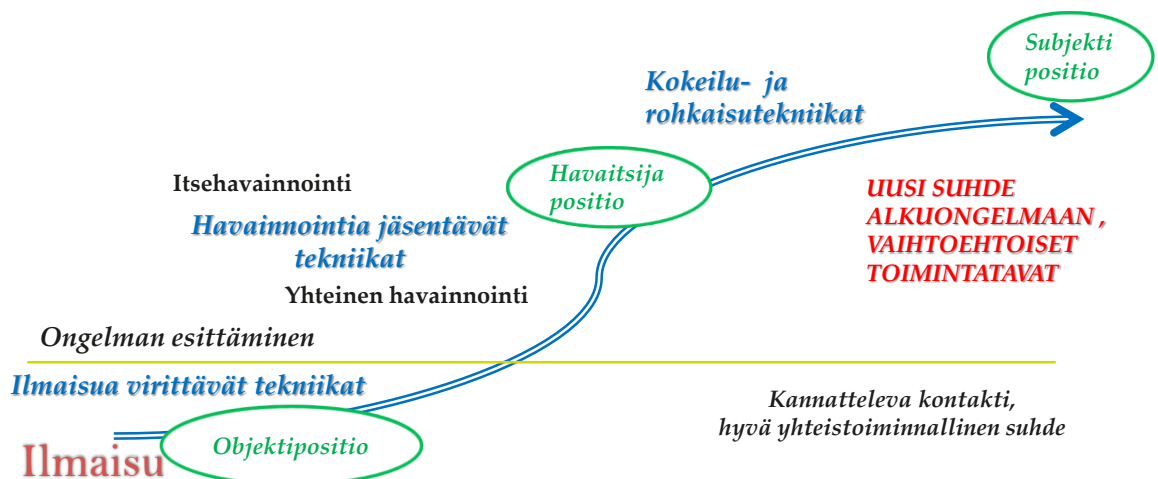 Subjekti
positio
Kokeilu- ja
rohkaisutekniikat
Havaitsija
positio
Itsehavainnointi
Havainnointia jäsentävät
tekniikat
Yhteinen havainnointi
UUSI SUHDE
ALKUONGELMAAN ,
VAIHTOEHTOISET
TOIMINTATAVAT
Ongelman esittäminen
Ilmaisua virittävät tekniikat
Kannatteleva kontakti,
hyvä yhteistoiminnallinen suhde
Objektipositio
Ilmaisu